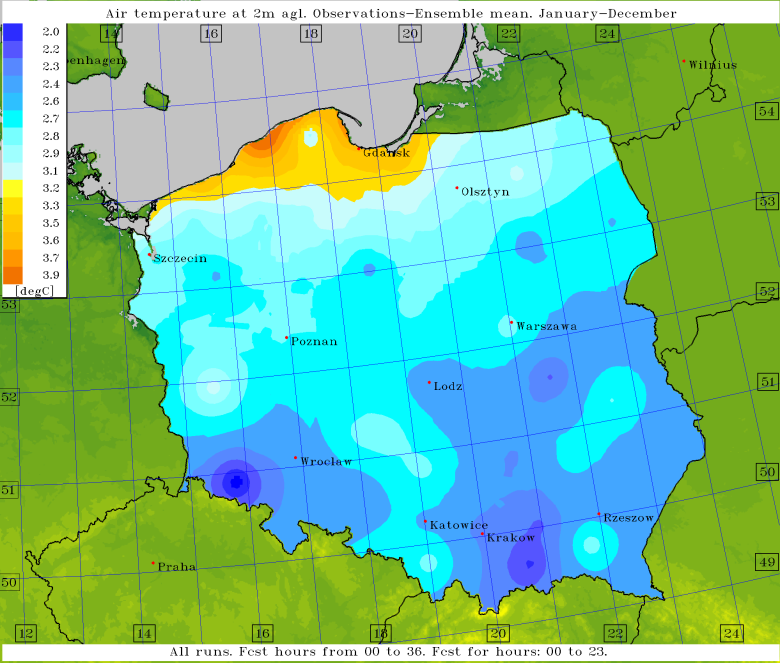 Air temperature at 2m agl. Observations-Ensemble mean. January-December
14 16 18 20 22 24
2.0
2.2
2.3
2.4
2.6
2.7
2.8
2.9
3.1
3.2
3.3
3.5
3.6
3.7
3.9
[degC]
enhagen
Wilnius
54
Gdansk
Olsztyn
53
Szczecin
53
52
Warszawa
Poznan
Lodz
51
52
Wroclaw
50
51
Rzeszow
Katowice
Krakow
49
Praha
50
12 14 16 18 20 22 24
All runs. Fcst hours from 00 to 36. Fcst for hours: 00 to 23.